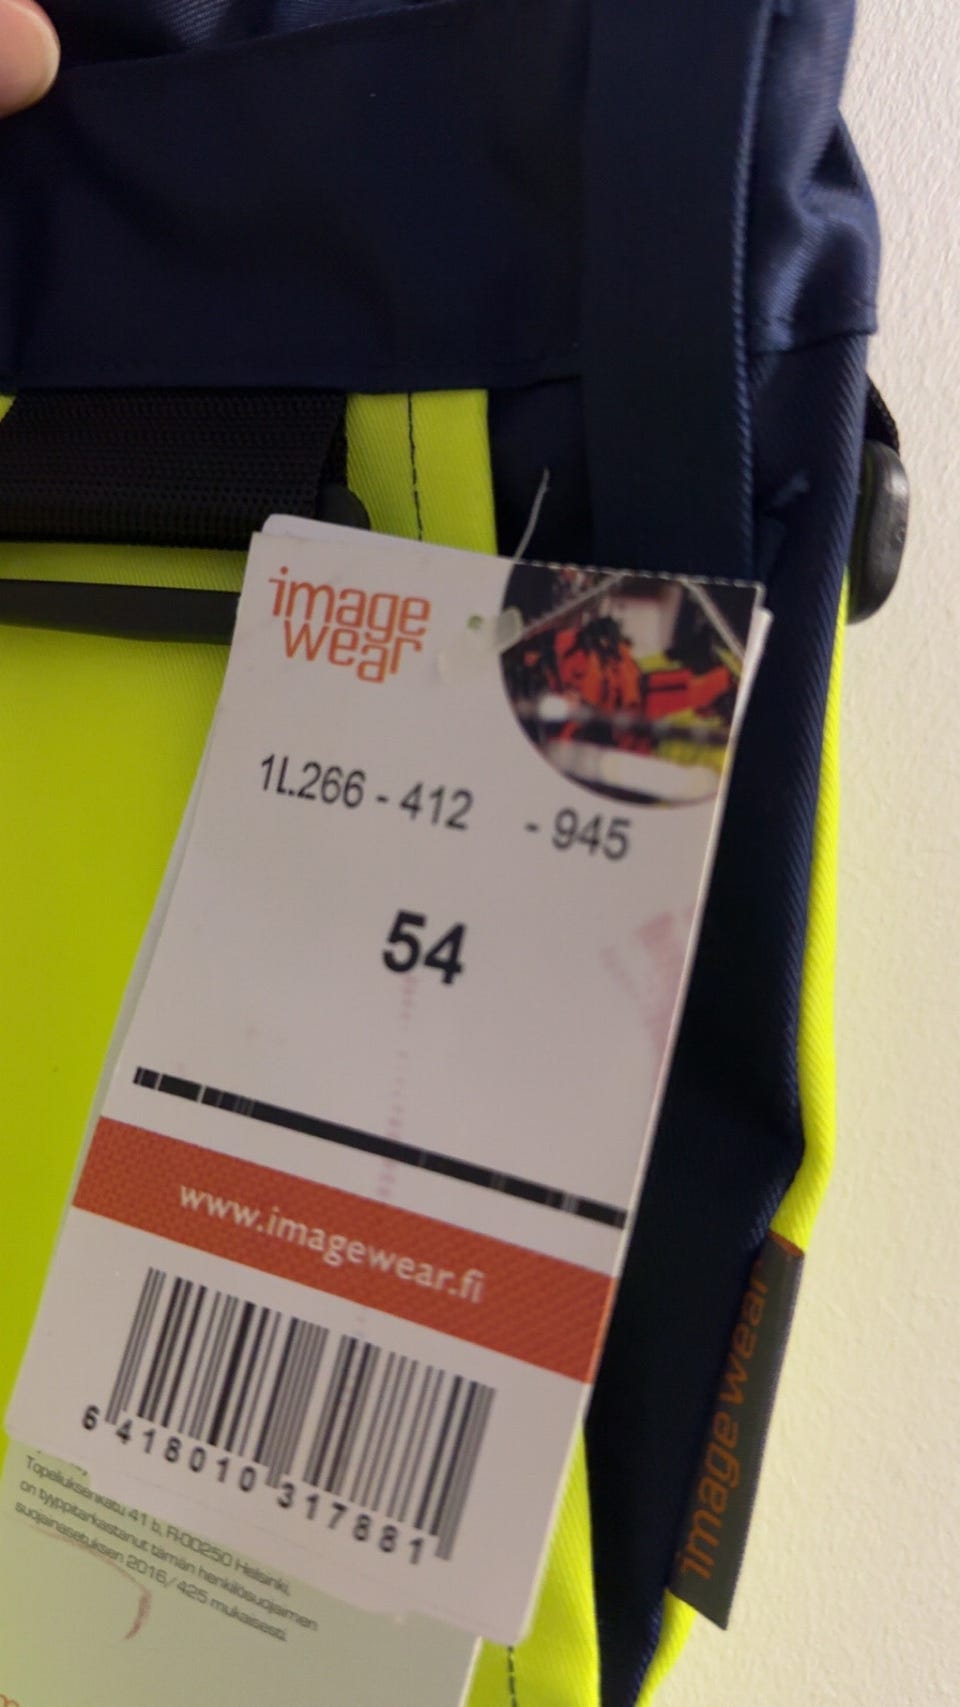 image
wear
1L.266 - 412 - 945
54
www.imagewear.fi
6 418010 317881
Topeliuksenkatu 41 b, FI-00250 Helsinki,
on tyyppitarkastanut tämän henkilösuojaimen
suojainasetuksen 2016/425 mukaisesti.
image wear